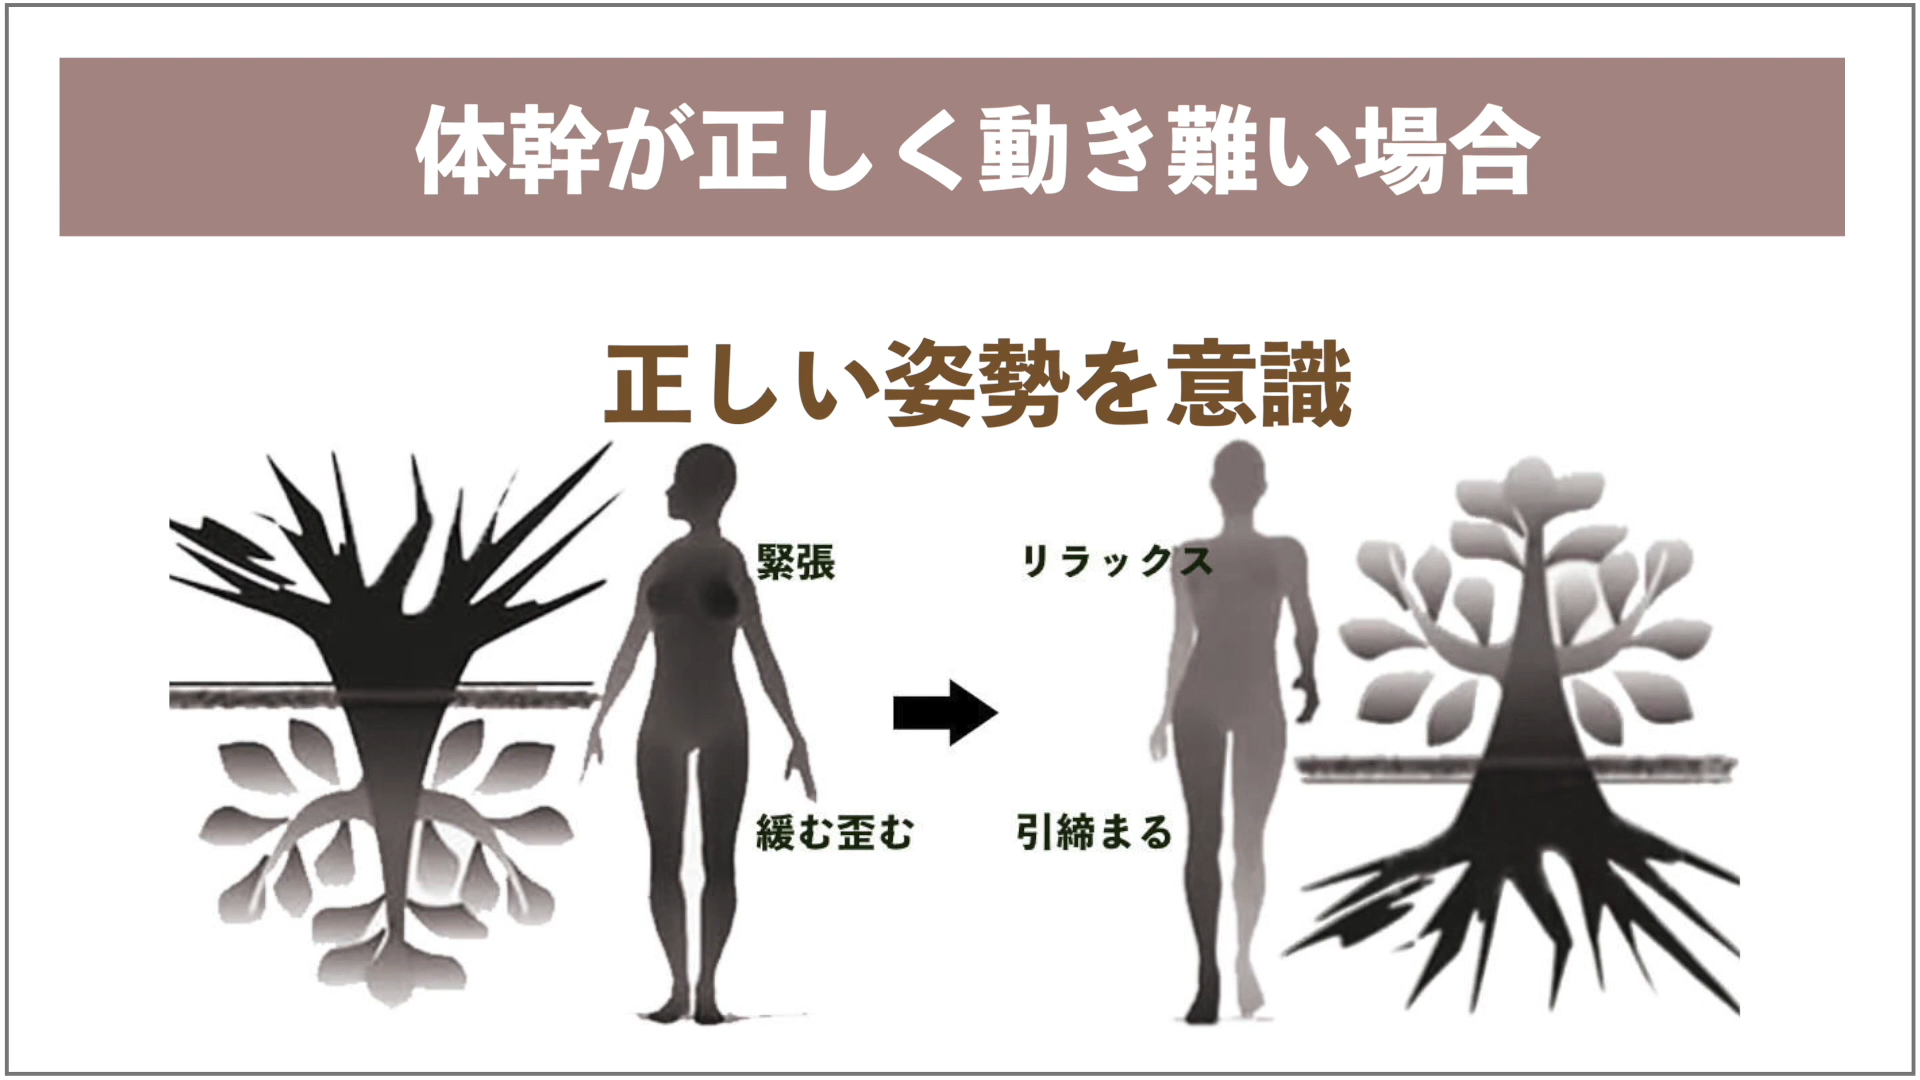 体幹が正しく動き難い場合
正しい姿勢を意識
緊張
リラックス
緩む歪む
引締まる